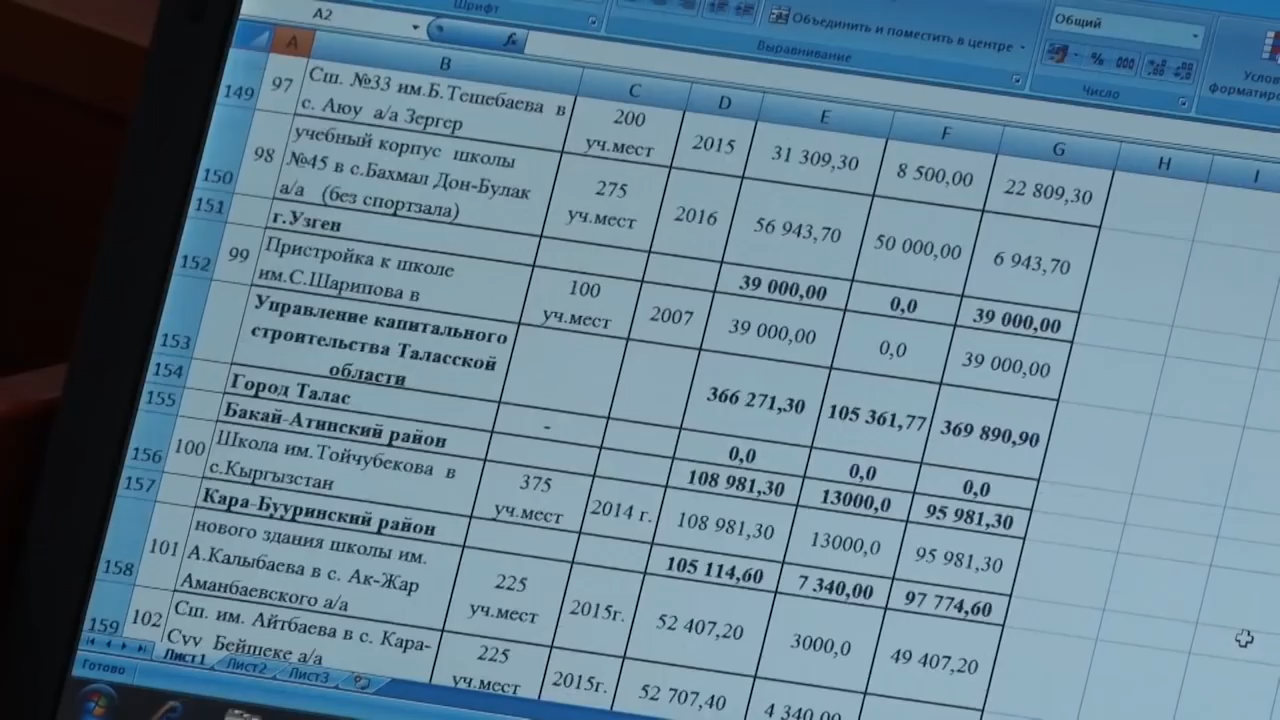 Шрифт
Объединить и поместить в центре
Выравнивание
Общий
% 000
Число
A2
fx
A B C D E F G H I
149 97 Сш. №33 им.Б.Тешебаева в с. Аюу а/а Зергер 200 уч.мест 2015 31 309,30 8 500,00 22 809,30
150 98 учебный корпус школы №45 в с.Бахмал Дон-Булак а/а (без спортзала) 275 уч.мест 2016 56 943,70 50 000,00 6 943,70
151 г.Узген 39 000,00 0,0 39 000,00
152 99 Пристройка к школе им.С.Шарипова в 100 уч.мест 2007 39 000,00 0,0 39 000,00
153 Управление капитального строительства Таласской области 366 271,30 105 361,77 369 890,90
154 Город Талас - 0,0 0,0 0,0
155 Бакай-Атинский район 108 981,30 13000,0 95 981,30
156 100 Школа им.Тойчубекова в с.Кыргызстан 375 уч.мест 2014 г. 108 981,30 13000,0 95 981,30
157 Кара-Бууринский район 105 114,60 7 340,00 97 774,60
158 101 нового здания школы им. А.Калыбаева в с. Ак-Жар Аманбаевского а/а 225 уч.мест 2015г. 52 407,20 3000,0 49 407,20
159 102 Сш. им. Айтбаева в с. Кара-Суу Бейшеке а/а 225 уч.мест 2015г. 52 707,40 4 340,00
Лист1 Лист2 Лист3
Готово